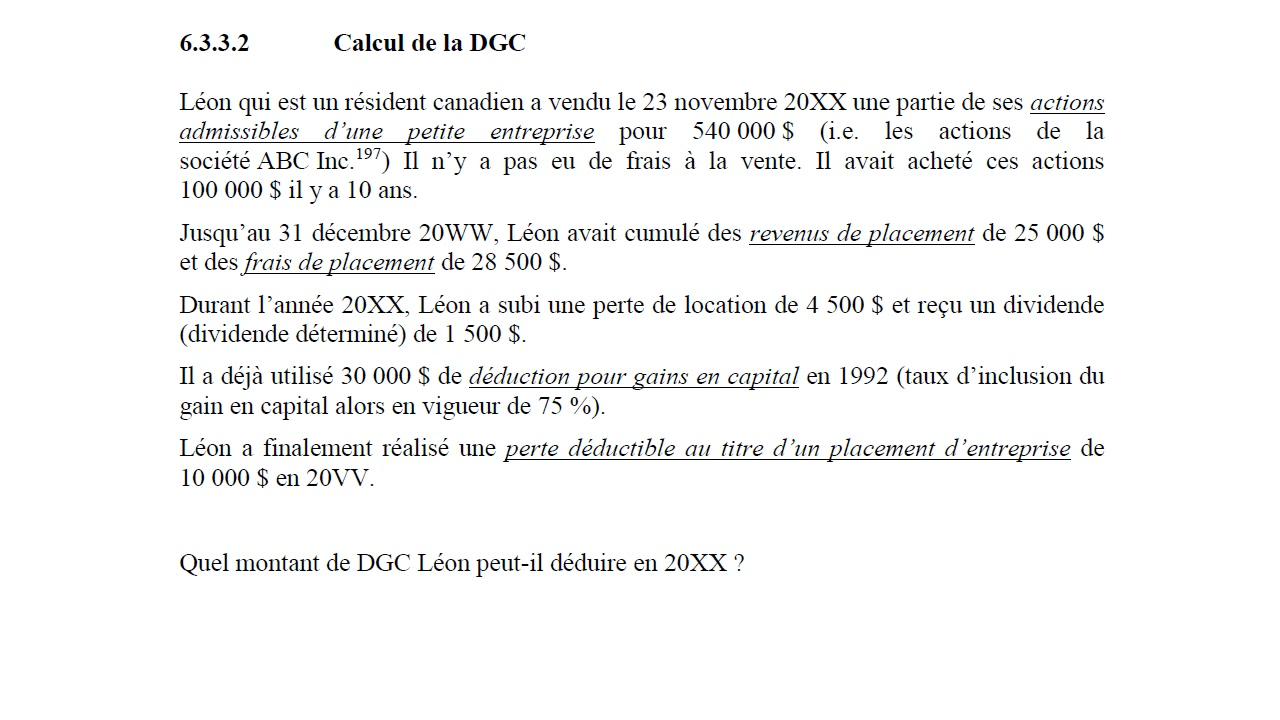 6.3.3.2 Calcul de la DGC
Léon qui est un résident canadien a vendu le 23 novembre 20XX une partie de ses actions
admissibles d’une petite entreprise pour 540 000 $ (i.e. les actions de la
société ABC Inc.197) Il n’y a pas eu de frais à la vente. Il avait acheté ces actions
100 000 $ il y a 10 ans.
Jusqu’au 31 décembre 20WW, Léon avait cumulé des revenus de placement de 25 000 $
et des frais de placement de 28 500 $.
Durant l’année 20XX, Léon a subi une perte de location de 4 500 $ et reçu un dividende
(dividende déterminé) de 1 500 $.
Il a déjà utilisé 30 000 $ de déduction pour gains en capital en 1992 (taux d’inclusion du
gain en capital alors en vigueur de 75 %).
Léon a finalement réalisé une perte déductible au titre d’un placement d’entreprise de
10 000 $ en 20VV.
Quel montant de DGC Léon peut-il déduire en 20XX ?